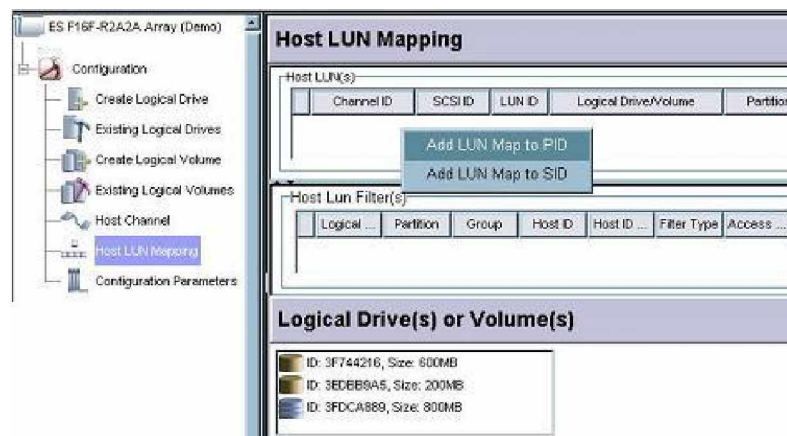 ES F16F-R2A2A Array (Demo)
Configuration
Create Logical Drive
Existing Logical Drives
Create Logical Volume
Existing Logical Volumes
Host Channel
Host LUN Mapping
Configuration Parameters
Host LUN Mapping
Host LUN(s)
Channel ID SCSI ID LUN ID Logical Drive/Volume Partition
Add LUN Map to PID
Add LUN Map to SID
Host Lun Filter(s)
Logical ... Partition Group Host ID Host ID ... Filter Type Access ...
Logical Drive(s) or Volume(s)
ID: 3F744216, Size: 600MB
ID: 3EDBB9A5, Size: 200MB
ID: 3FDCA889, Size: 800MB